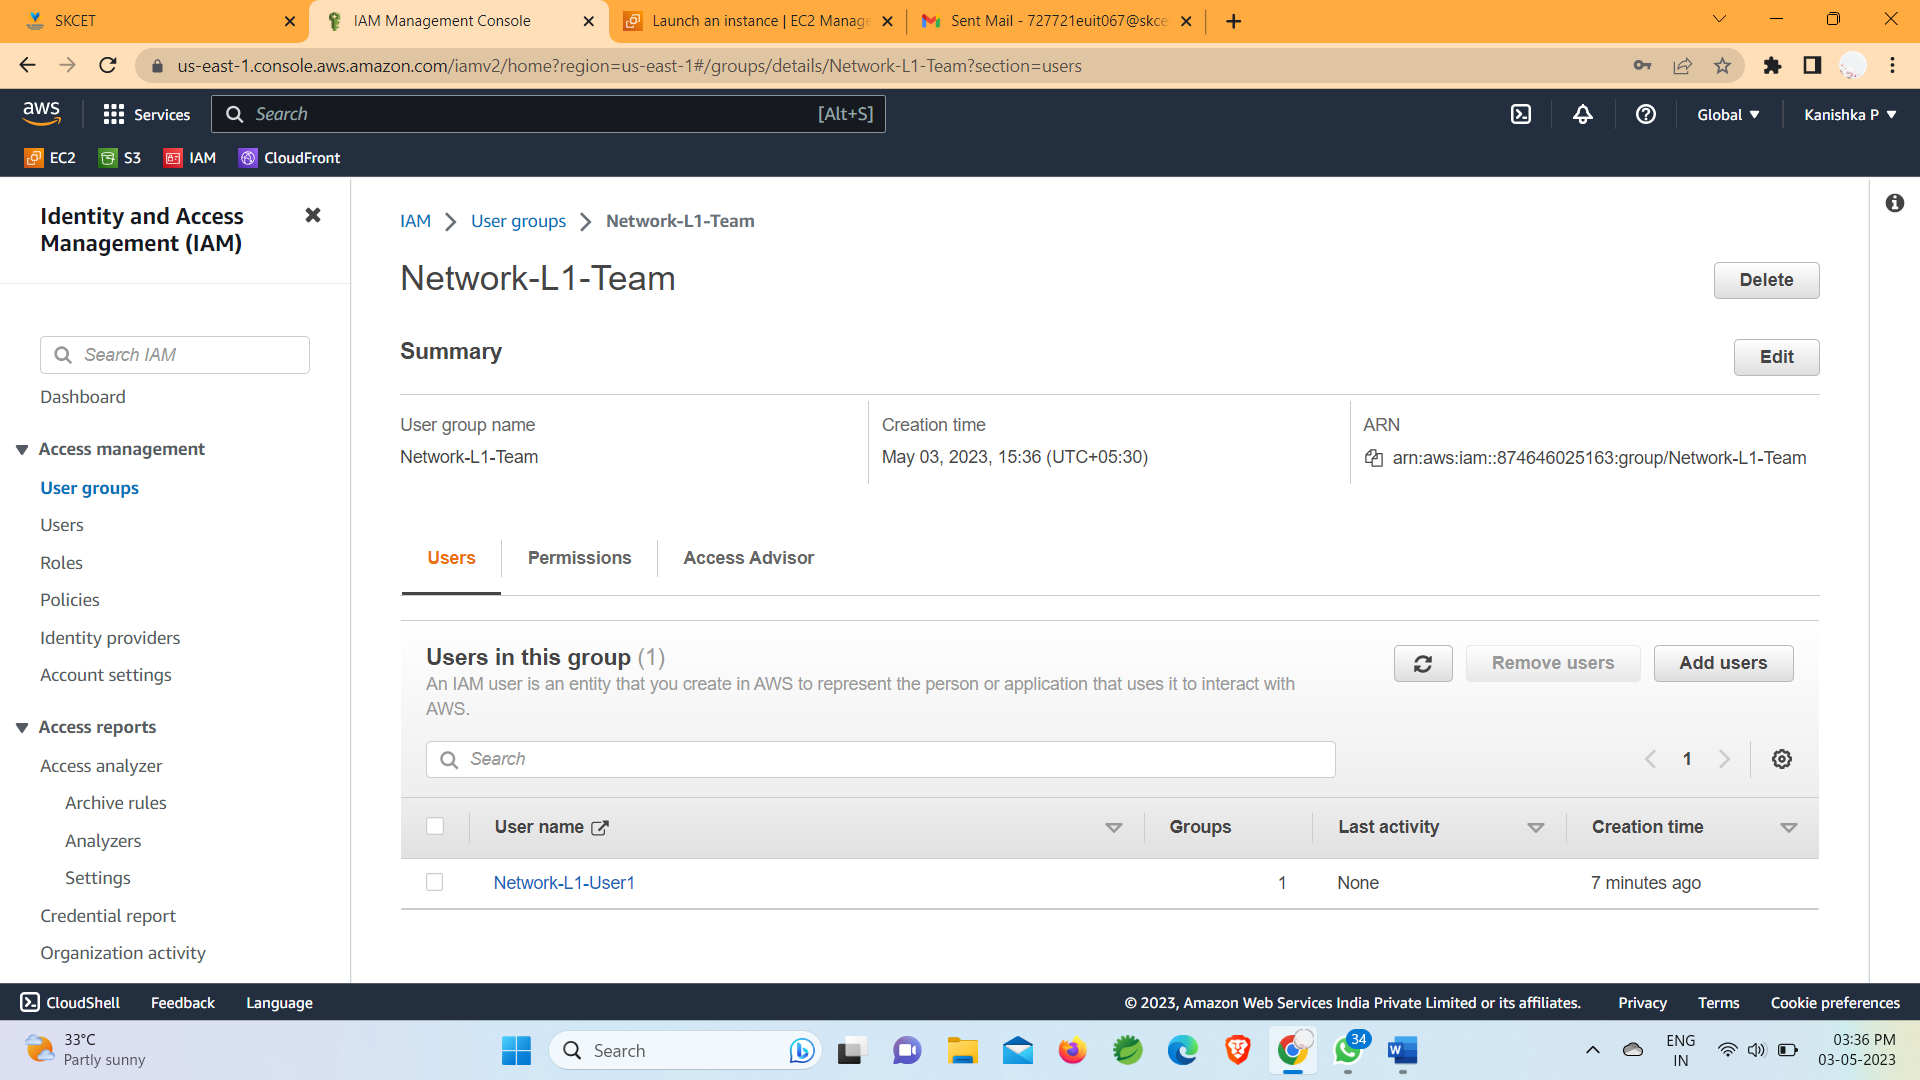 SKCET
IAM Management Console
Launch an instance | EC2 Manage
Sent Mail - 727721euit067@skce
us-east-1.console.aws.amazon.com/iamv2/home?region=us-east-1#/groups/details/Network-L1-Team?section=users
aws
Services
Search
[Alt+S]
Global
Kanishka P
EC2
S3
IAM
CloudFront
Identity and Access
Management (IAM)
Search IAM
Dashboard
Access management
User groups
Users
Roles
Policies
Identity providers
Account settings
Access reports
Access analyzer
Archive rules
Analyzers
Settings
Credential report
Organization activity
IAM
User groups
Network-L1-Team
Network-L1-Team
Delete
Summary
Edit
User group name
Network-L1-Team
Creation time
May 03, 2023, 15:36 (UTC+05:30)
ARN
arn:aws:iam::874646025163:group/Network-L1-Team
Users
Permissions
Access Advisor
Users in this group (1)
An IAM user is an entity that you create in AWS to represent the person or application that uses it to interact with
AWS.
Remove users
Add users
Search
1
User name
Groups
Last activity
Creation time
Network-L1-User1
1
None
7 minutes ago
CloudShell
Feedback
Language
© 2023, Amazon Web Services India Private Limited or its affiliates.
Privacy
Terms
Cookie preferences
33°C
Partly sunny
Search
34
ENG
IN
03:36 PM
03-05-2023